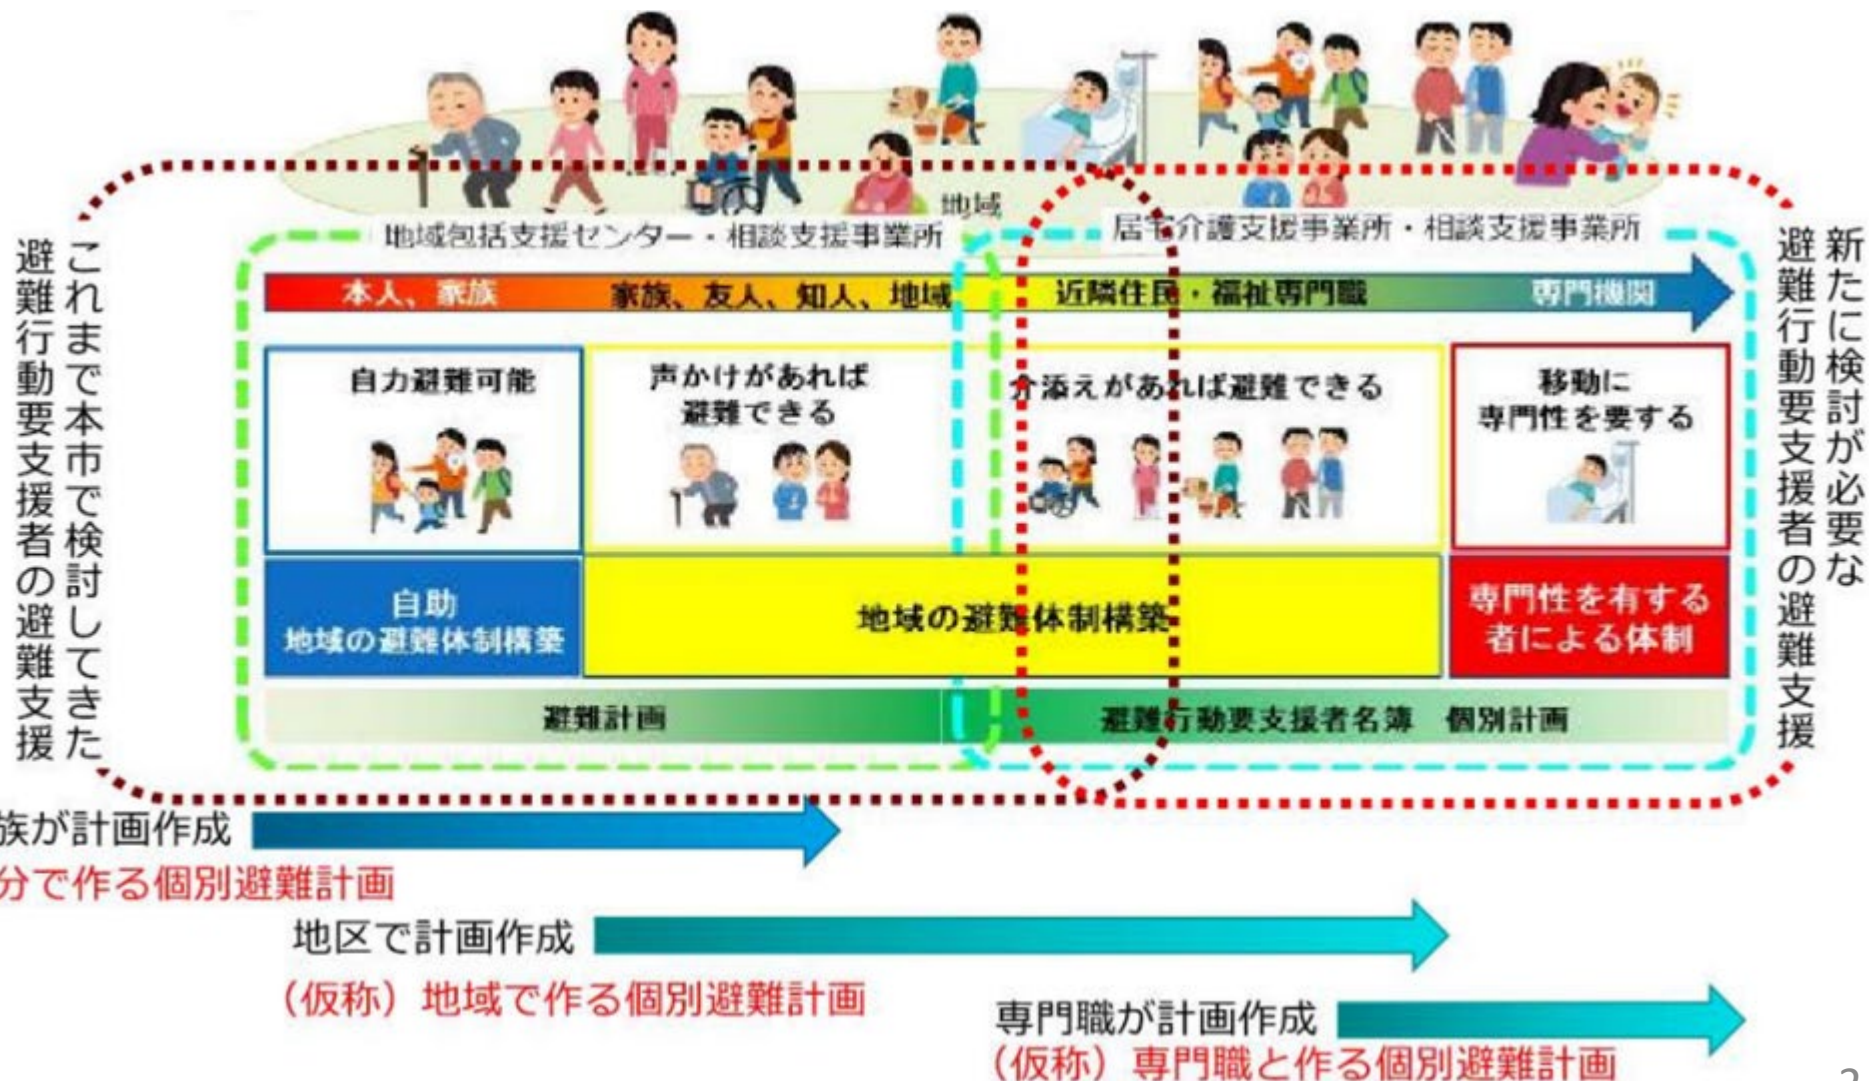 地域
地域包括支援センター・相談支援事業所
居宅介護支援事業所・相談支援事業所
これまで本市で検討してきた
避難行動要支援者の避難支援
新たに検討が必要な
避難行動要支援者の避難支援
本人、家族
家族、友人、知人、地域
近隣住民・福祉専門職
専門機関
自力避難可能
声かけがあれば
避難できる
介添えがあれば避難できる
移動に
専門性を要する
自助
地域の避難体制構築
地域の避難体制構築
専門性を有する
者による体制
避難計画
避難行動要支援者名簿 個別計画
族が計画作成
分で作る個別避難計画
地区で計画作成
(仮称)地域で作る個別避難計画
専門職が計画作成
(仮称)専門職と作る個別避難計画